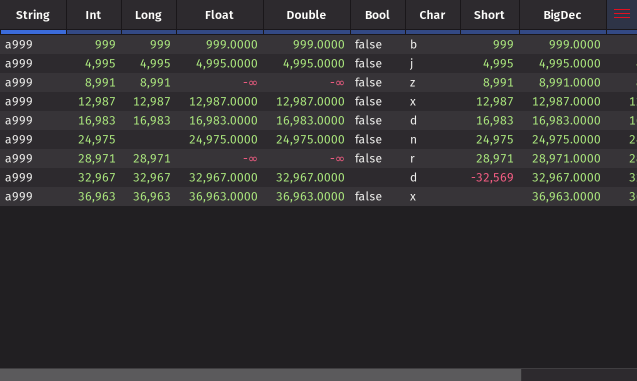 String Int Long Float Double Bool Char Short BigDec
a999 999 999 999.0000 999.0000 false b 999 999.0000
a999 4,995 4,995 4,995.0000 4,995.0000 false j 4,995 4,995.0000
a999 8,991 8,991 -∞ -∞ false z 8,991 8,991.0000
a999 12,987 12,987 12,987.0000 12,987.0000 false x 12,987 12,987.0000
a999 16,983 16,983 16,983.0000 16,983.0000 false d 16,983 16,983.0000
a999 24,975 24,975.0000 24,975.0000 false n 24,975 24,975.0000
a999 28,971 28,971 -∞ -∞ false r 28,971 28,971.0000
a999 32,967 32,967 32,967.0000 32,967.0000 d -32,569 32,967.0000
a999 36,963 36,963 36,963.0000 36,963.0000 false x 36,963.0000